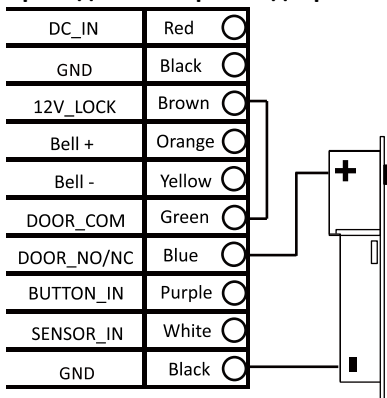 DC_IN Red
GND Black
12V_LOCK Brown
Bell + Orange
Bell - Yellow
DOOR_COM Green
DOOR_NO/NC Blue
BUTTON_IN Purple
SENSOR_IN White
GND Black
+
-